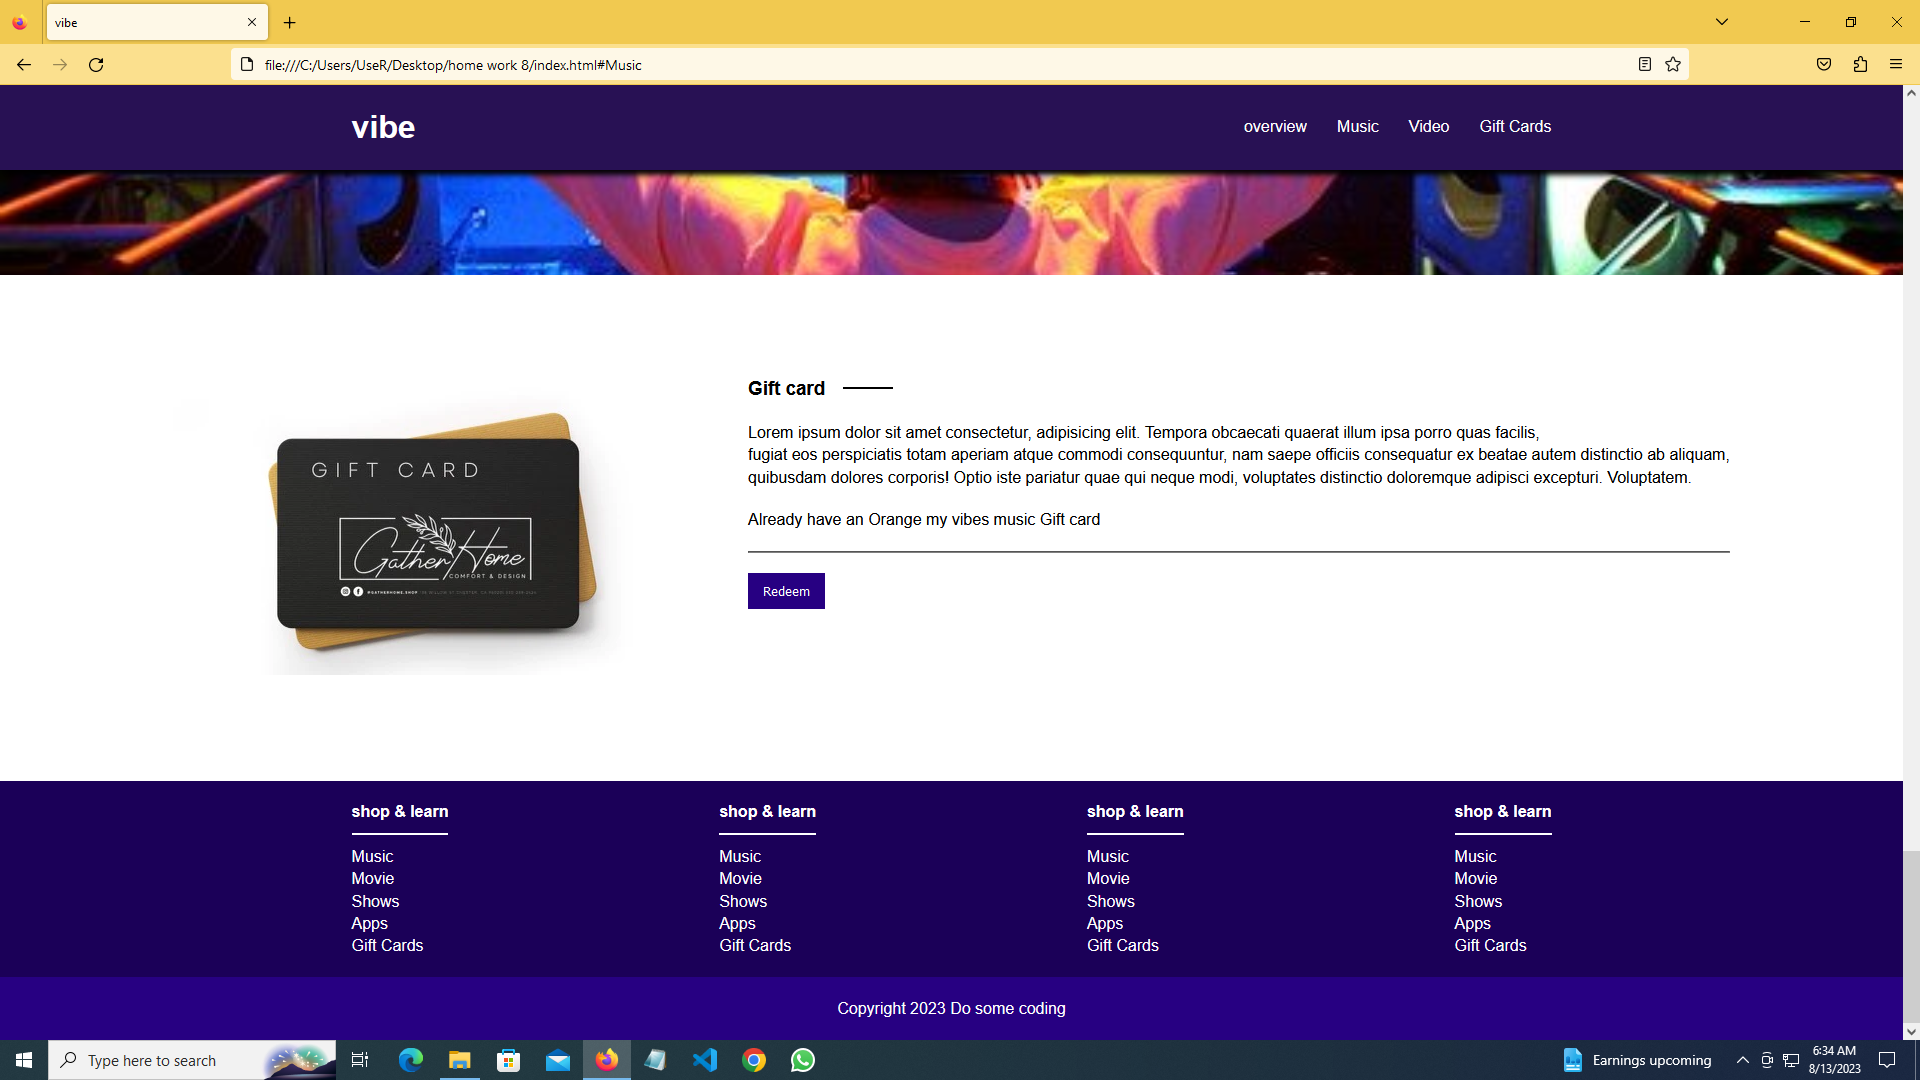 vibe
file:///C:/Users/UseR/Desktop/home work 8/index.html#Music
vibe
overview Music Video Gift Cards
GIFT CARD
Gather Home
COMFORT & DESIGN
@GATHERHOME.SHOP
Gift card
Lorem ipsum dolor sit amet consectetur, adipisicing elit. Tempora obcaecati quaerat illum ipsa porro quas facilis,
fugiat eos perspiciatis totam aperiam atque commodi consequuntur, nam saepe officiis consequatur ex beatae autem distinctio ab aliquam,
quibusdam dolores corporis! Optio iste pariatur quae qui neque modi, voluptates distinctio doloremque adipisci excepturi. Voluptatem.
Already have an Orange my vibes music Gift card
Redeem
shop & learn
Music
Movie
Shows
Apps
Gift Cards
shop & learn
Music
Movie
Shows
Apps
Gift Cards
shop & learn
Music
Movie
Shows
Apps
Gift Cards
shop & learn
Music
Movie
Shows
Apps
Gift Cards
Copyright 2023 Do some coding
Type here to search
Earnings upcoming
6:34 AM
8/13/2023